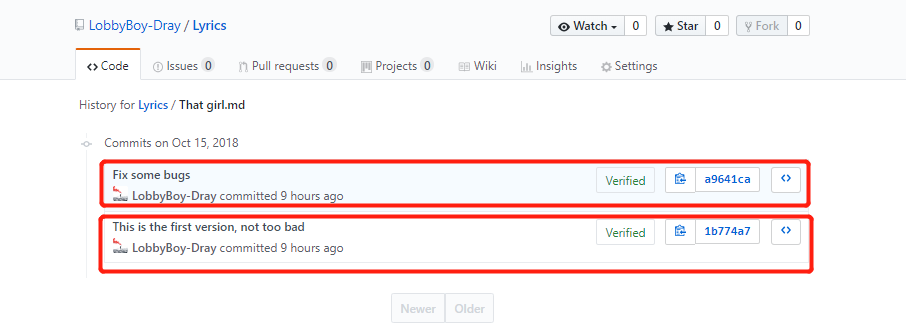 LobbyBoy-Dray / Lyrics
Watch 0 Star 0 Fork 0
Code Issues 0 Pull requests 0 Projects 0 Wiki Insights Settings
History for Lyrics / That girl.md
Commits on Oct 15, 2018
Fix some bugs
LobbyBoy-Dray committed 9 hours ago
Verified a9641ca
This is the first version, not too bad
LobbyBoy-Dray committed 9 hours ago
Verified 1b774a7
Newer Older